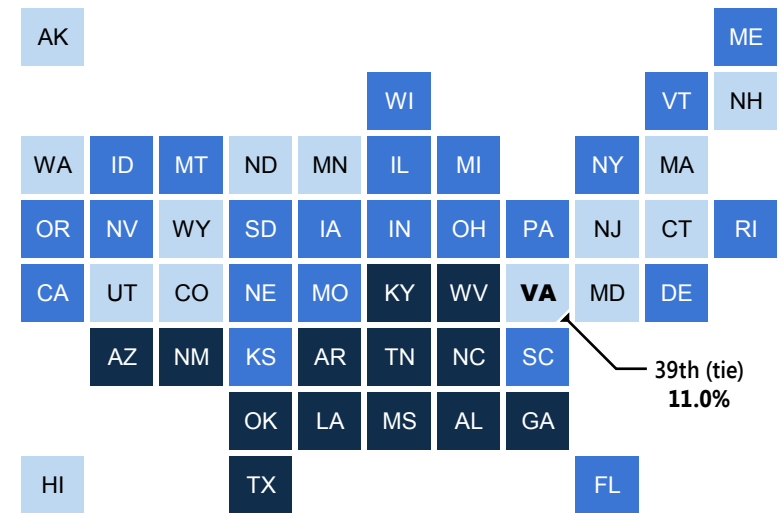 AK ME
WI VT NH
WA ID MT ND MN IL MI NY MA
OR NV WY SD IA IN OH PA NJ CT RI
CA UT CO NE MO KY WV VA MD DE
AZ NM KS AR TN NC SC
39th (tie)
11.0%
OK LA MS AL GA
HI TX FL